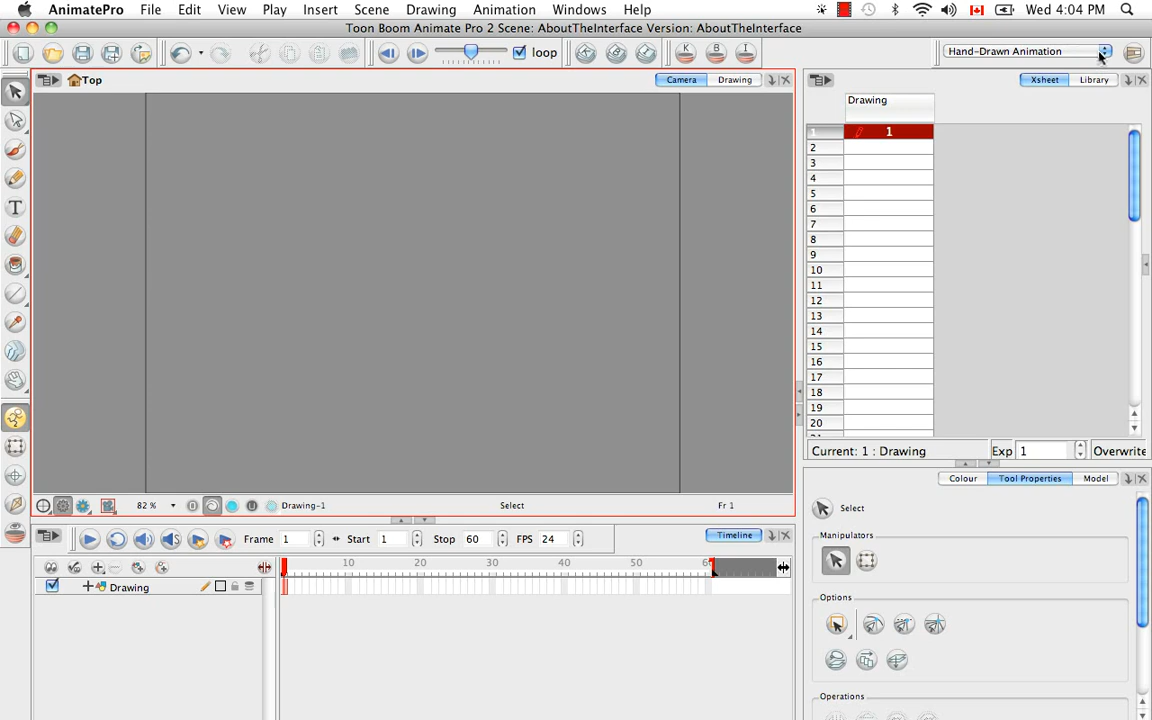 AnimatePro File Edit View Play Insert Scene Drawing Animation Windows Help Wed 4:04 PM
Toon Boom Animate Pro 2 Scene: AboutTheInterface Version: AboutTheInterface
loop K B I Hand-Drawn Animation
Top Camera Drawing Xsheet Library
Drawing
1 1
2
3
4
5
6
7
8
9
10
11
12
13
14
15
16
17
18
19
20
Current: 1 : Drawing Exp 1 Overwrite
Colour Tool Properties Model
82 % Drawing-1 Select Fr 1
Select
Frame 1 Start 1 Stop 60 FPS 24 Timeline
Manipulators
10 20 30 40 50 60
Drawing
Options
Operations